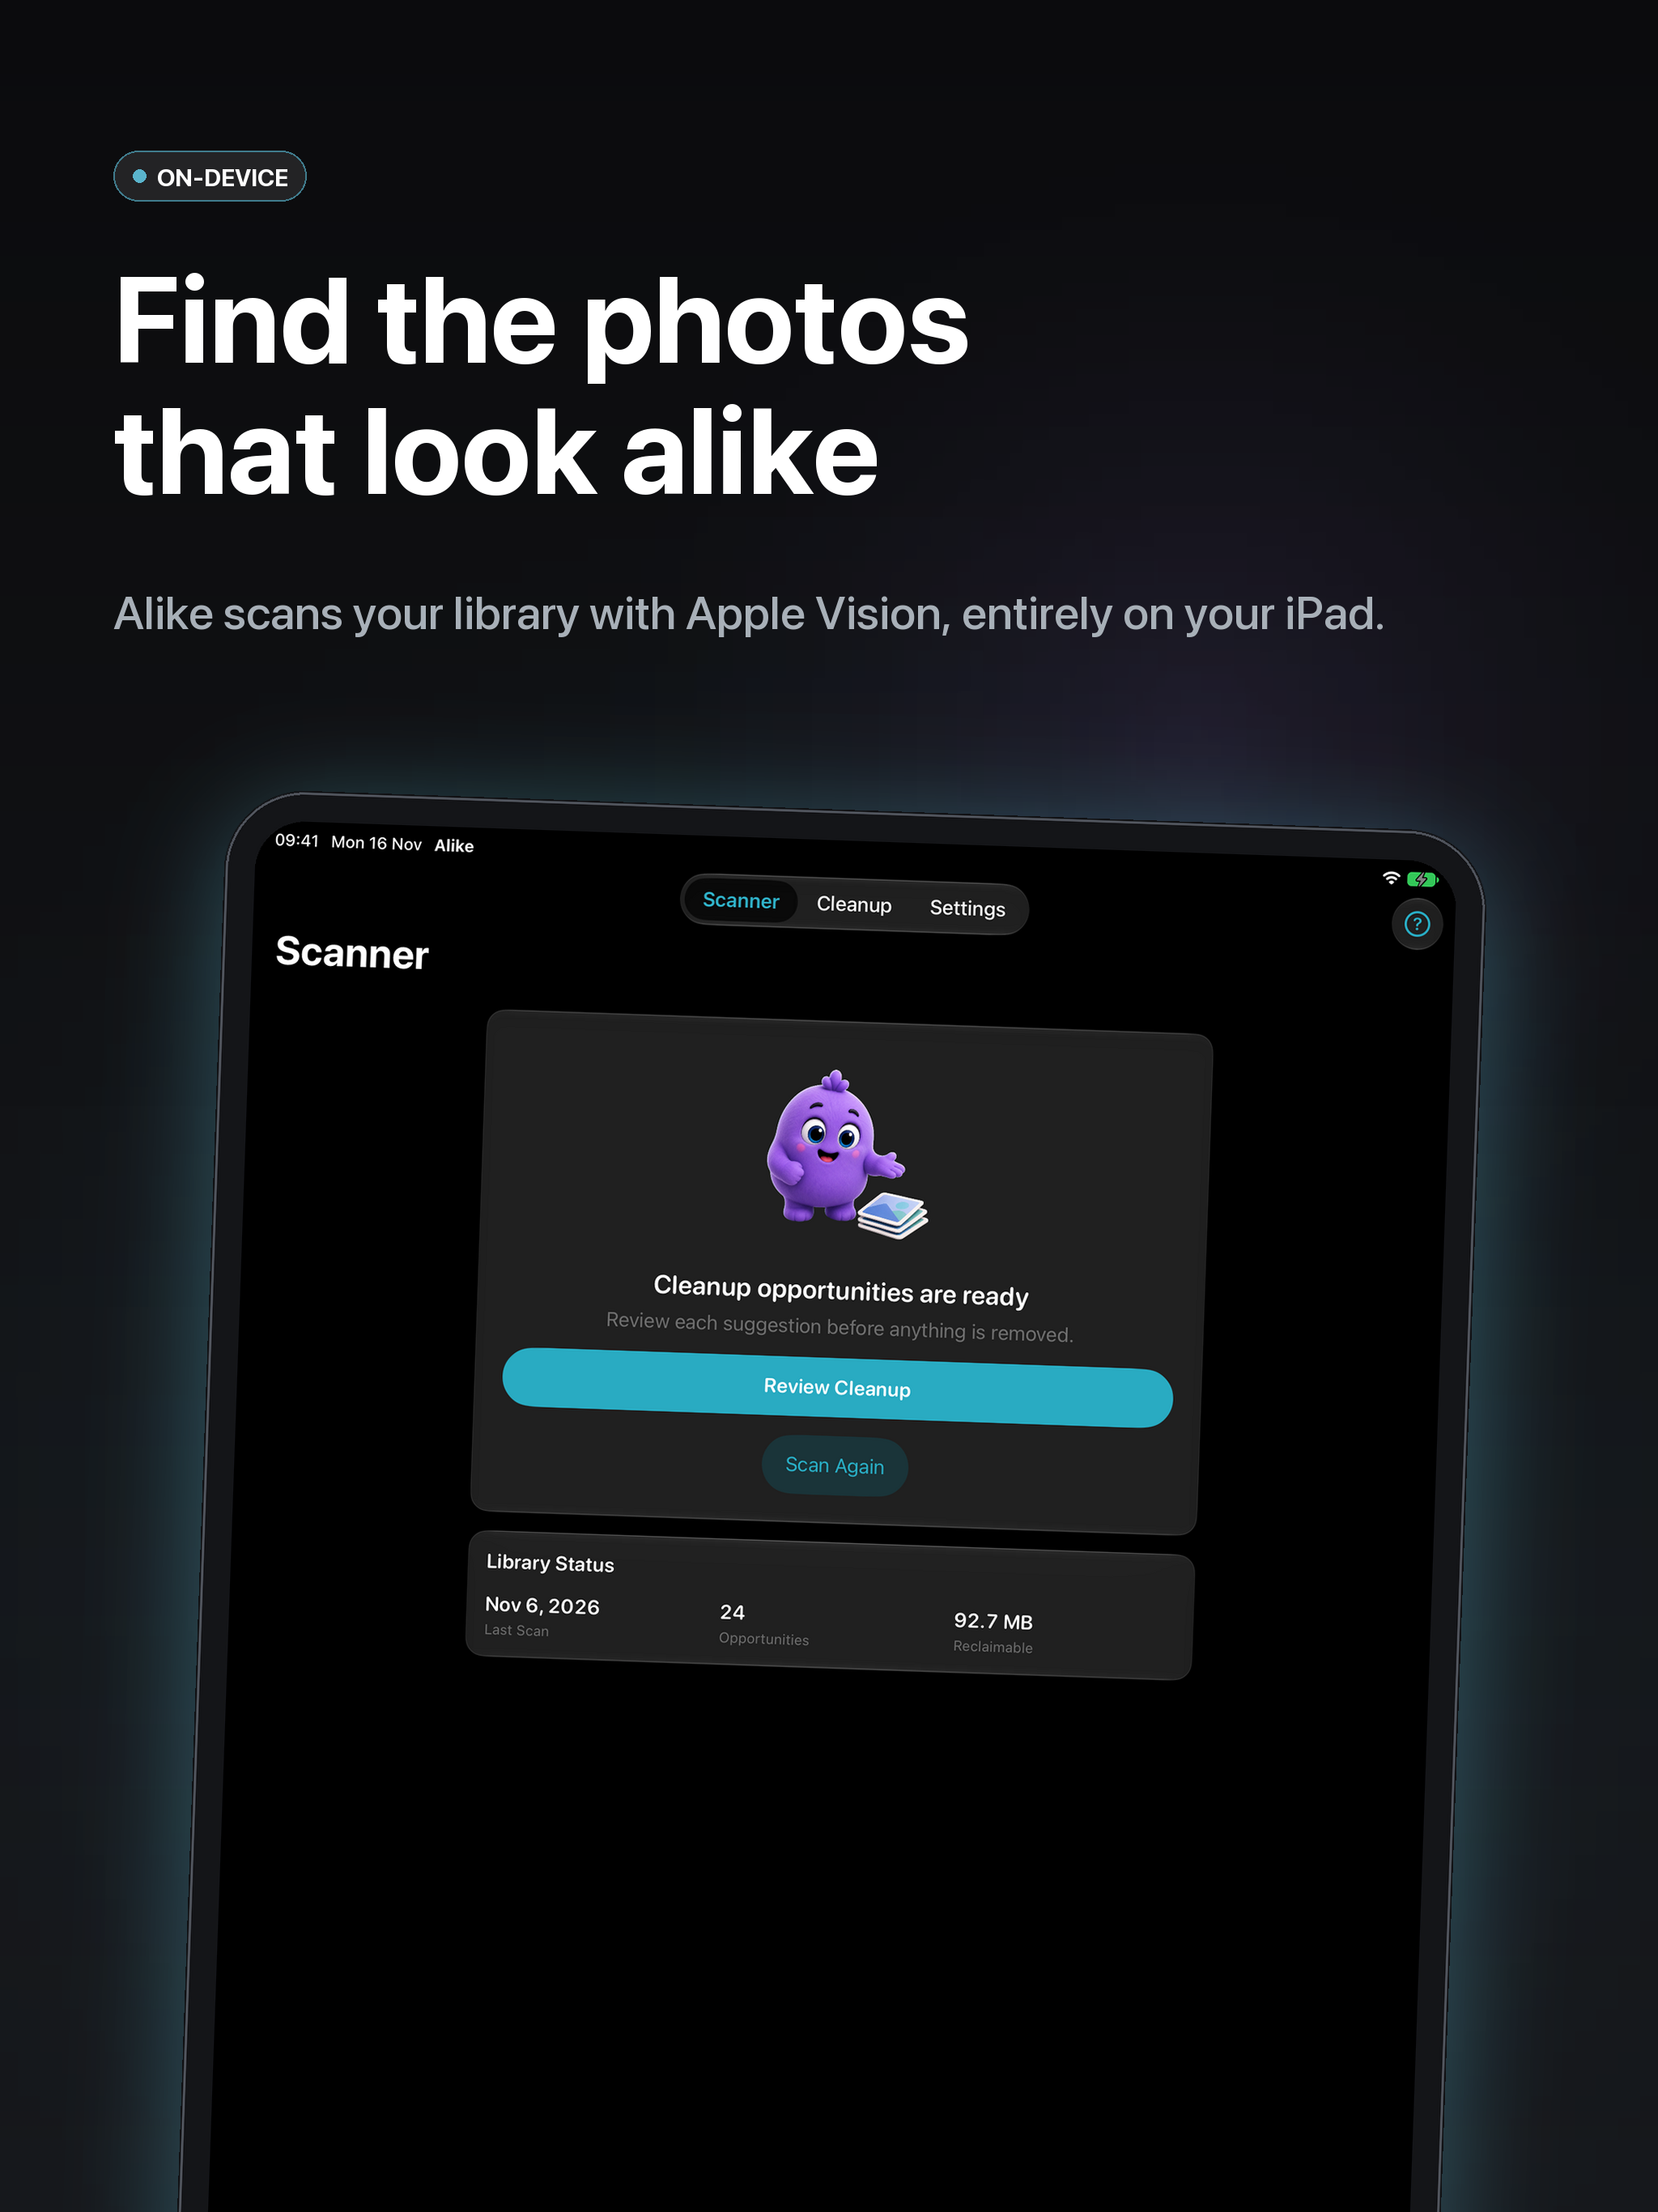 ON-DEVICE
Find the photos
that look alike
Alike scans your library with Apple Vision, entirely on your iPad.
09:41 Mon 16 Nov Alike
Scanner Cleanup Settings
?
Scanner
Cleanup opportunities are ready
Review each suggestion before anything is removed.
Review Cleanup
Scan Again
Library Status
Nov 6, 2026 24 92.7 MB
Last Scan Opportunities Reclaimable